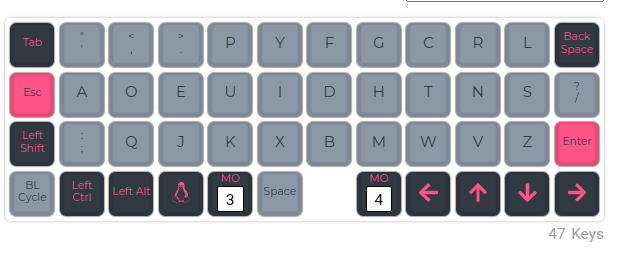 Tab " ' < , > . P Y F G C R L Back Space
Esc A O E U I D H T N S ? /
Left Shift : ; Q J K X B M W V Z Enter
BL Cycle Left Ctrl Left Alt MO 3 Space MO 4 ← ↑ ↓ →
47 Keys